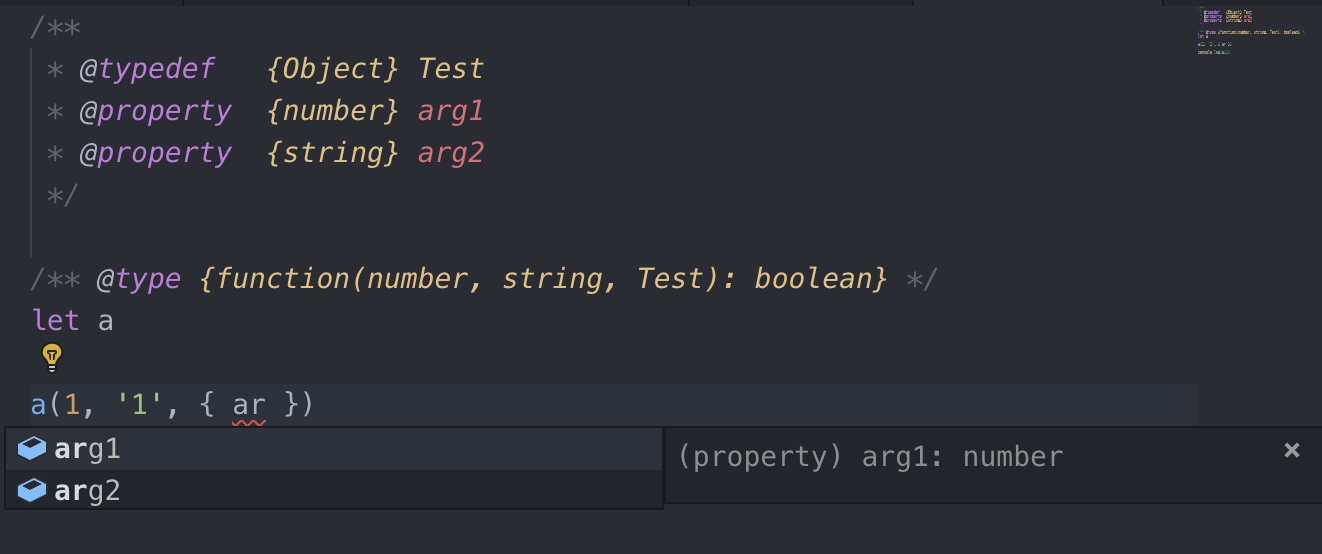 /**
* @typedef {Object} Test
* @property {number} arg1
* @property {string} arg2
*/
/** @type {function(number, string, Test): boolean} */
let a
a(1, '1', { ar })
arg1
(property) arg1: number
×
arg2